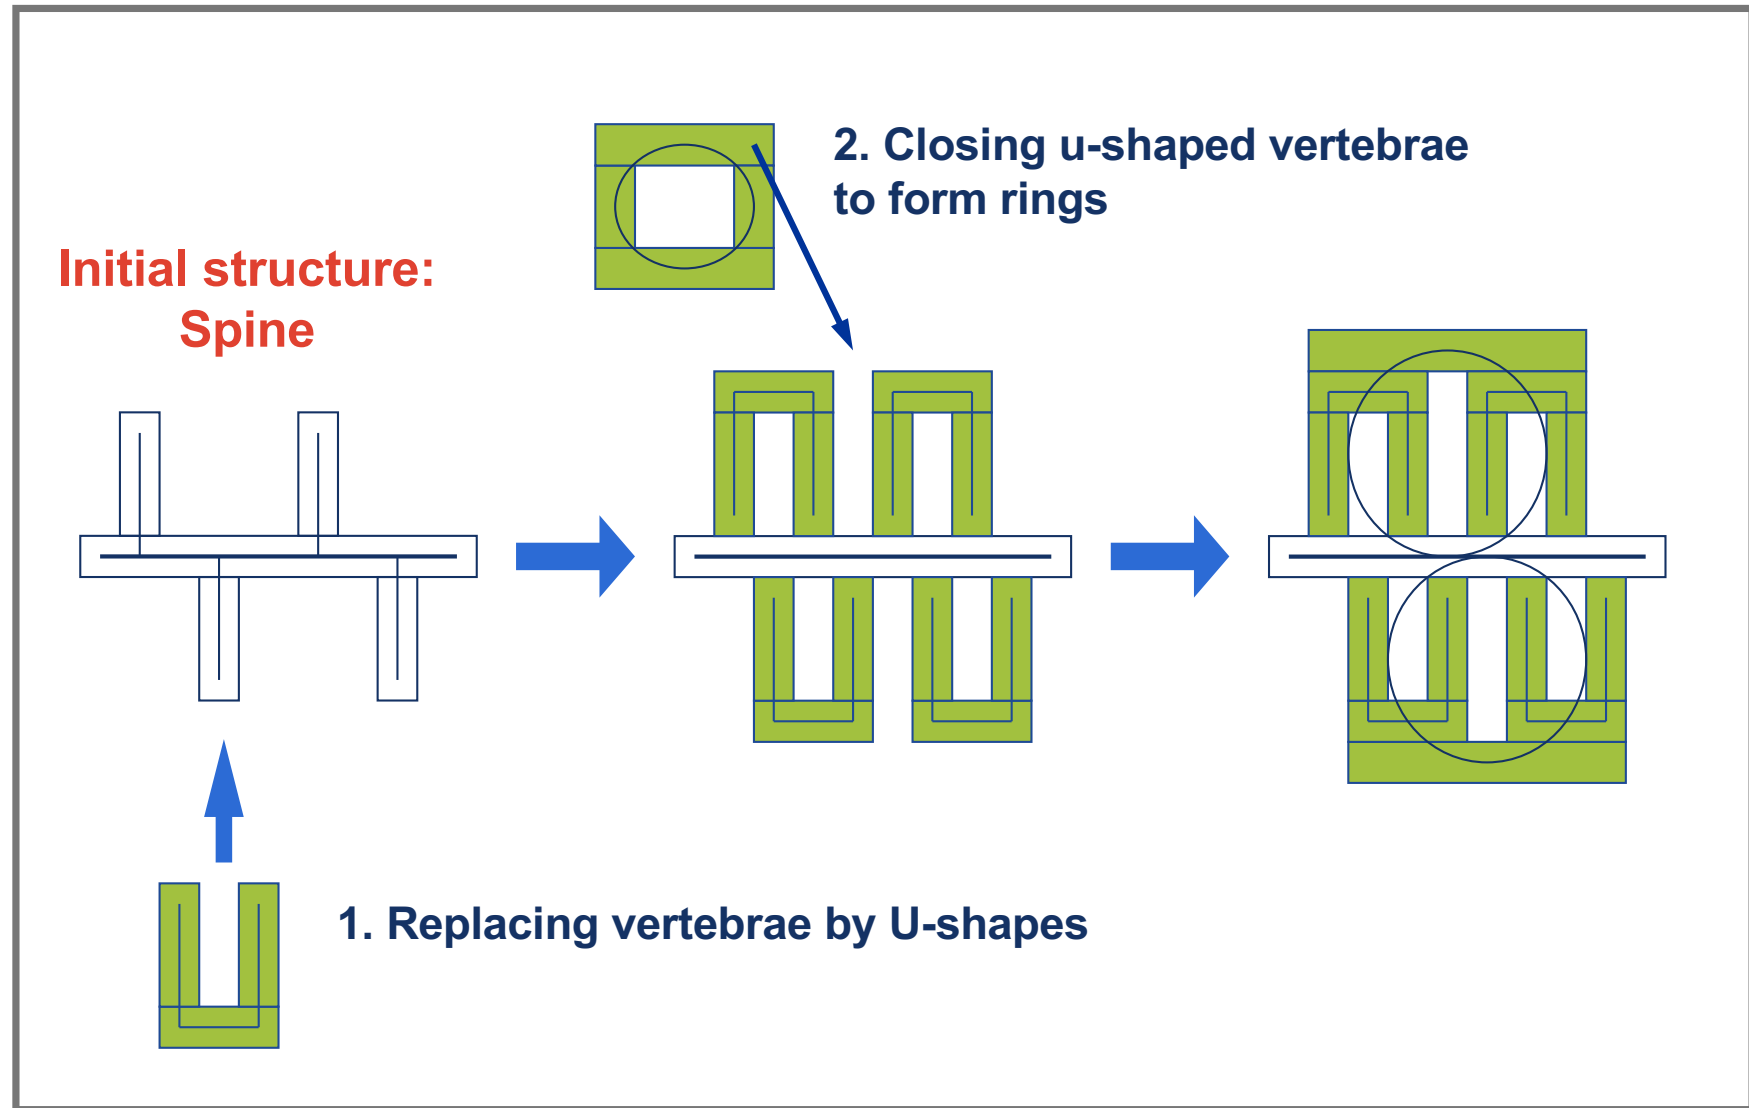 2. Closing u-shaped vertebrae
to form rings
Initial structure:
Spine
1. Replacing vertebrae by U-shapes